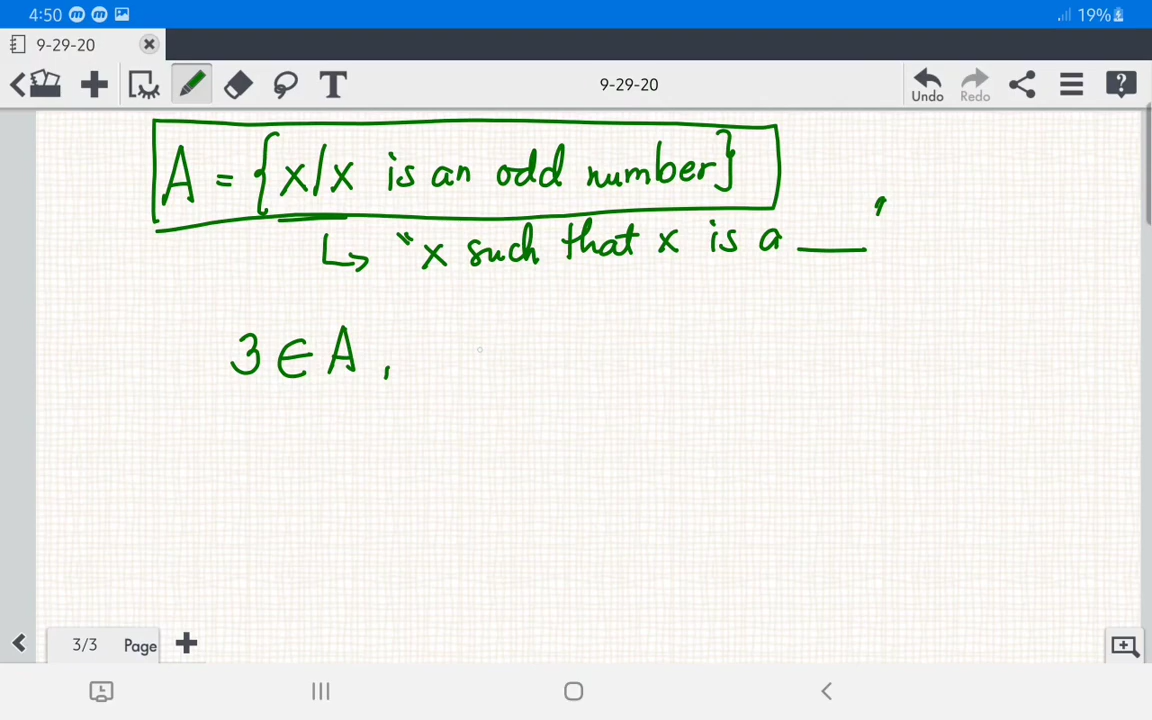 4:50 19%
9-29-20
T 9-29-20 Undo Redo ?
A = {x/x is an odd number}
"x such that x is a ____ "
3 ∈ A ,
3/3 Page